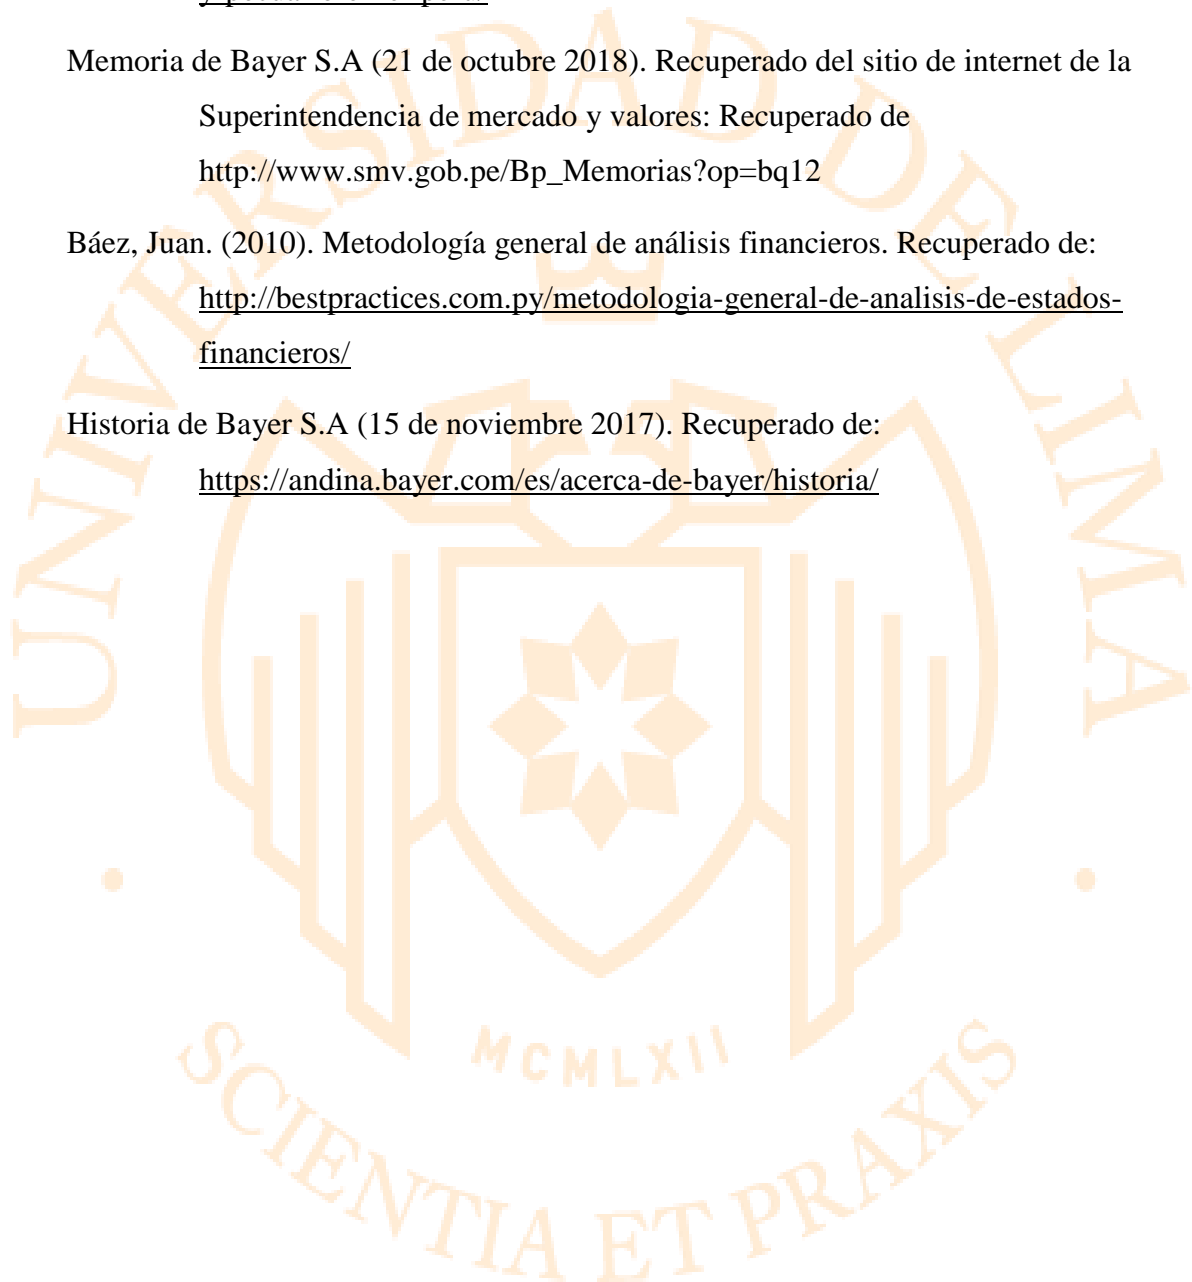 Memoria de Bayer S.A (21 de octubre 2018). Recuperado del sitio de internet de la
Superintendencia de mercado y valores: Recuperado de
http://www.smv.gob.pe/Bp_Memorias?op=bq12
Báez, Juan. (2010). Metodología general de análisis financieros. Recuperado de:
http://bestpractices.com.py/metodologia-general-de-analisis-de-estados-
financieros/
Historia de Bayer S.A (15 de noviembre 2017). Recuperado de:
https://andina.bayer.com/es/acerca-de-bayer/historia/
UNIVERSIDAD DE LIMA
MCMLXII
SCIENTIA ET PRAXIS